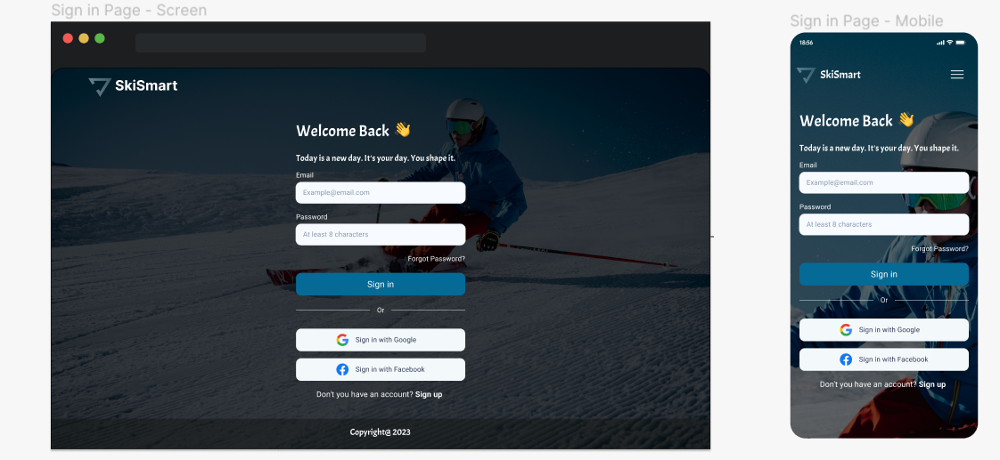 Sign in Page - Screen
SkiSmart
Welcome Back 👋
Today is a new day. It's your day. You shape it.
Email
Example@email.com
Password
At least 8 characters
Forgot Password?
Sign in
Or
Sign in with Google
Sign in with Facebook
Don't you have an account? Sign up
Copyright@ 2023
Sign in Page - Mobile
18:56
SkiSmart
Welcome Back 👋
Today is a new day. It's your day. You shape it.
Email
Example@email.com
Password
At least 8 characters
Forgot Password?
Sign in
Or
Sign in with Google
Sign in with Facebook
Don't you have an account? Sign up